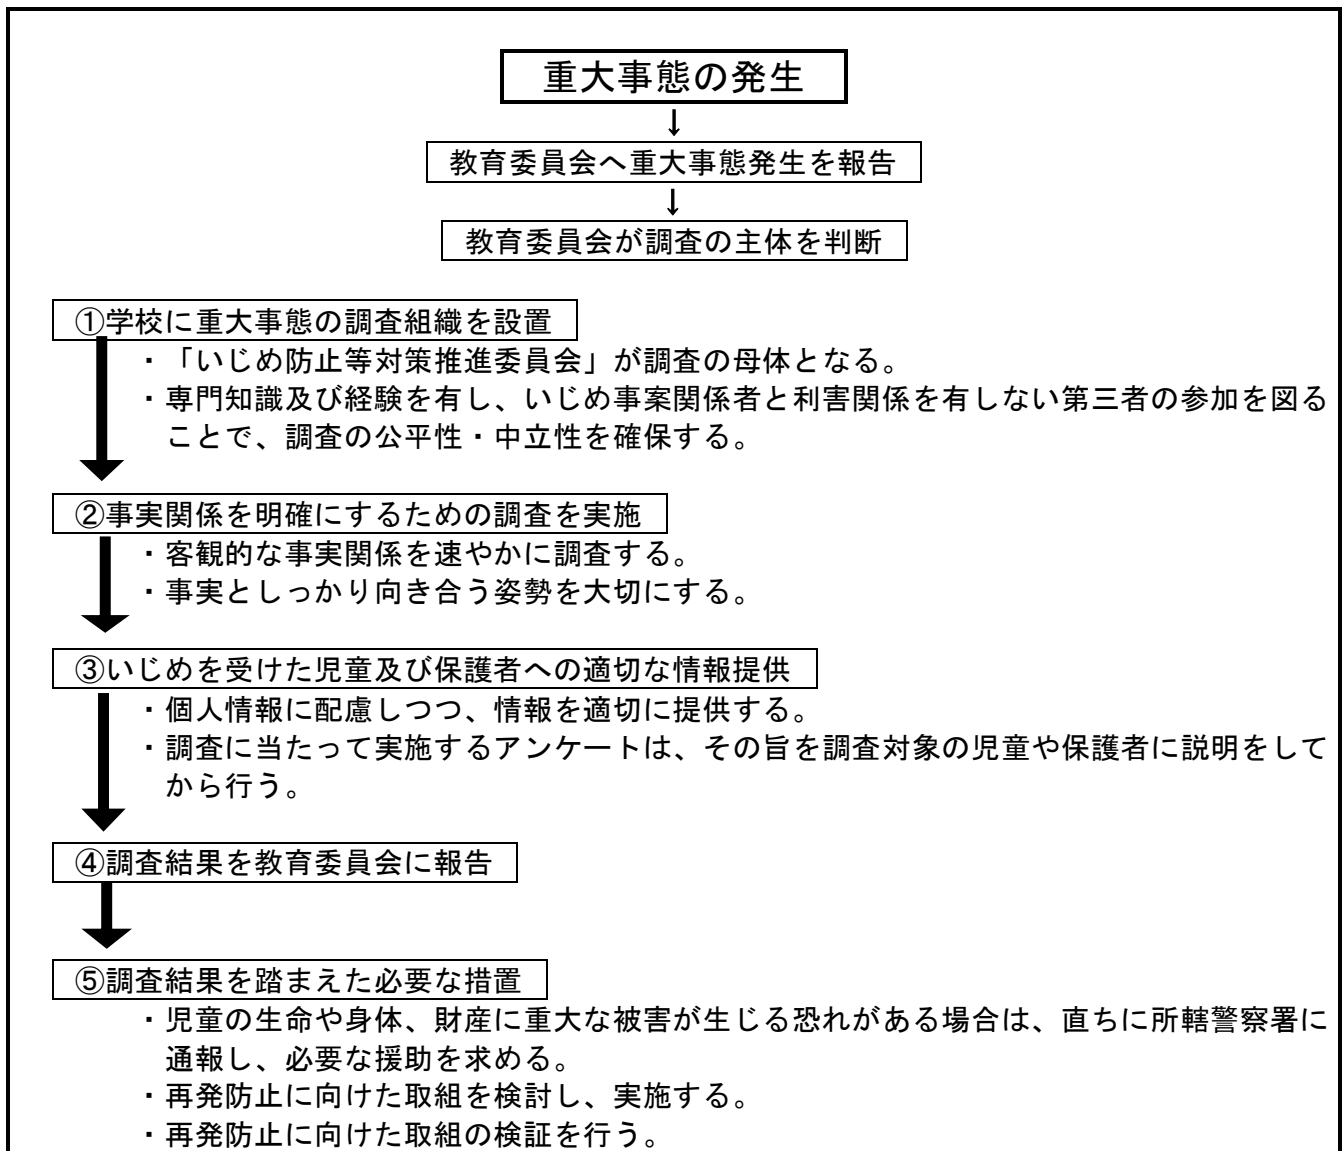 重大事態の発生
↓
教育委員会へ重大事態発生を報告
↓
教育委員会が調査の主体を判断
①学校に重大事態の調査組織を設置
・「いじめ防止等対策推進委員会」が調査の母体となる。
・専門知識及び経験を有し、いじめ事案関係者と利害関係を有しない第三者の参加を図る
ことで、調査の公平性・中立性を確保する。
②事実関係を明確にするための調査を実施
・客観的な事実関係を速やかに調査する。
・事実としっかり向き合う姿勢を大切にする。
③いじめを受けた児童及び保護者への適切な情報提供
・個人情報に配慮しつつ、情報を適切に提供する。
・調査に当たって実施するアンケートは、その旨を調査対象の児童や保護者に説明をして
から行う。
④調査結果を教育委員会に報告
⑤調査結果を踏まえた必要な措置
・児童の生命や身体、財産に重大な被害が生じる恐れがある場合は、直ちに所轄警察署に
通報し、必要な援助を求める。
・再発防止に向けた取組を検討し、実施する。
・再発防止に向けた取組の検証を行う。